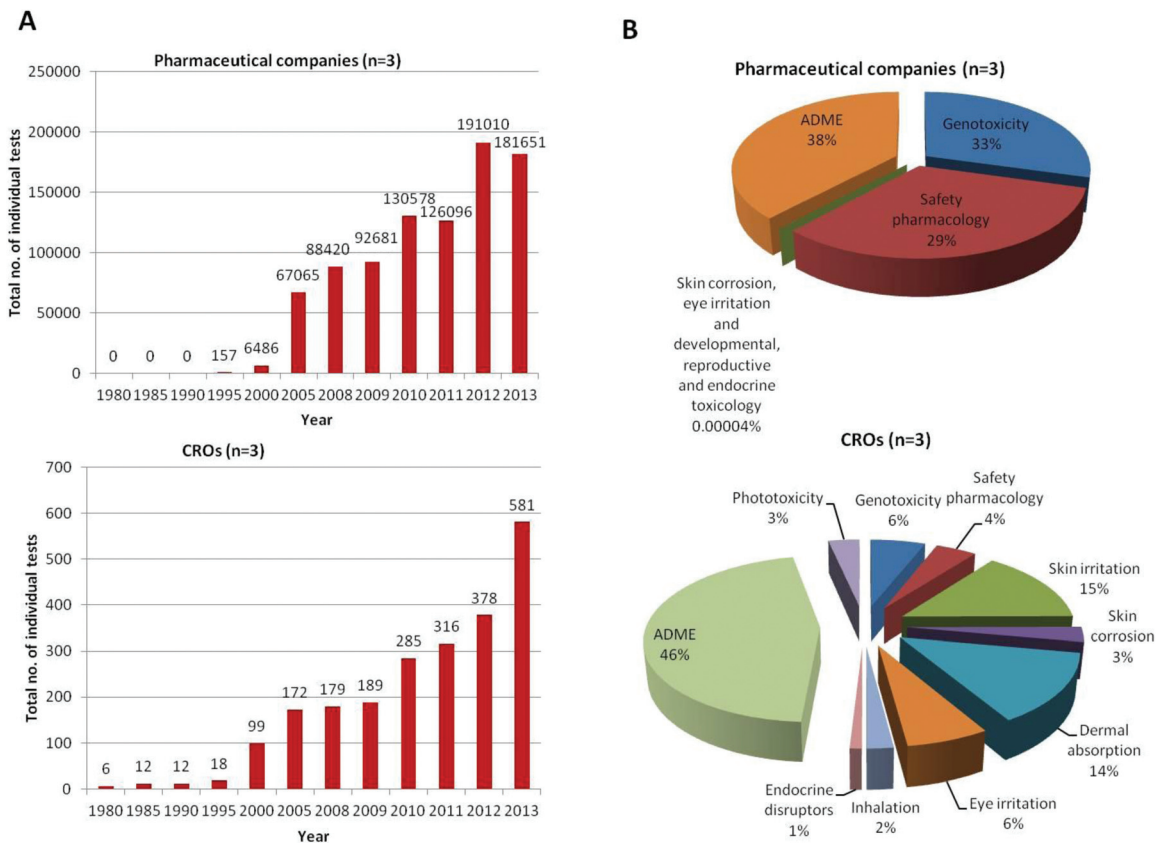 A
Pharmaceutical companies (n=3)
Total no. of individual tests
250000
200000
150000
100000
50000
0
0
0
0
157
6486
67065
88420
92681
130578
126096
191010
181651
1980 1985 1990 1995 2000 2005 2008 2009 2010 2011 2012 2013
Year
CROs (n=3)
Total no. of individual tests
700
600
500
400
300
200
100
0
6
12
12
18
99
172
179
189
285
316
378
581
1980 1985 1990 1995 2000 2005 2008 2009 2010 2011 2012 2013
Year
B
Pharmaceutical companies (n=3)
ADME
38%
Genotoxicity
33%
Safety
pharmacology
29%
Skin corrosion,
eye irritation
and
developmental,
reproductive
and endocrine
toxicology
0.00004%
CROs (n=3)
Phototoxicity
3%
Genotoxicity
6%
Safety
pharmacology
4%
Skin irritation
15%
Skin
corrosion
3%
Dermal
absorption
14%
Eye irritation
6%
Inhalation
2%
Endocrine
disruptors
1%
ADME
46%